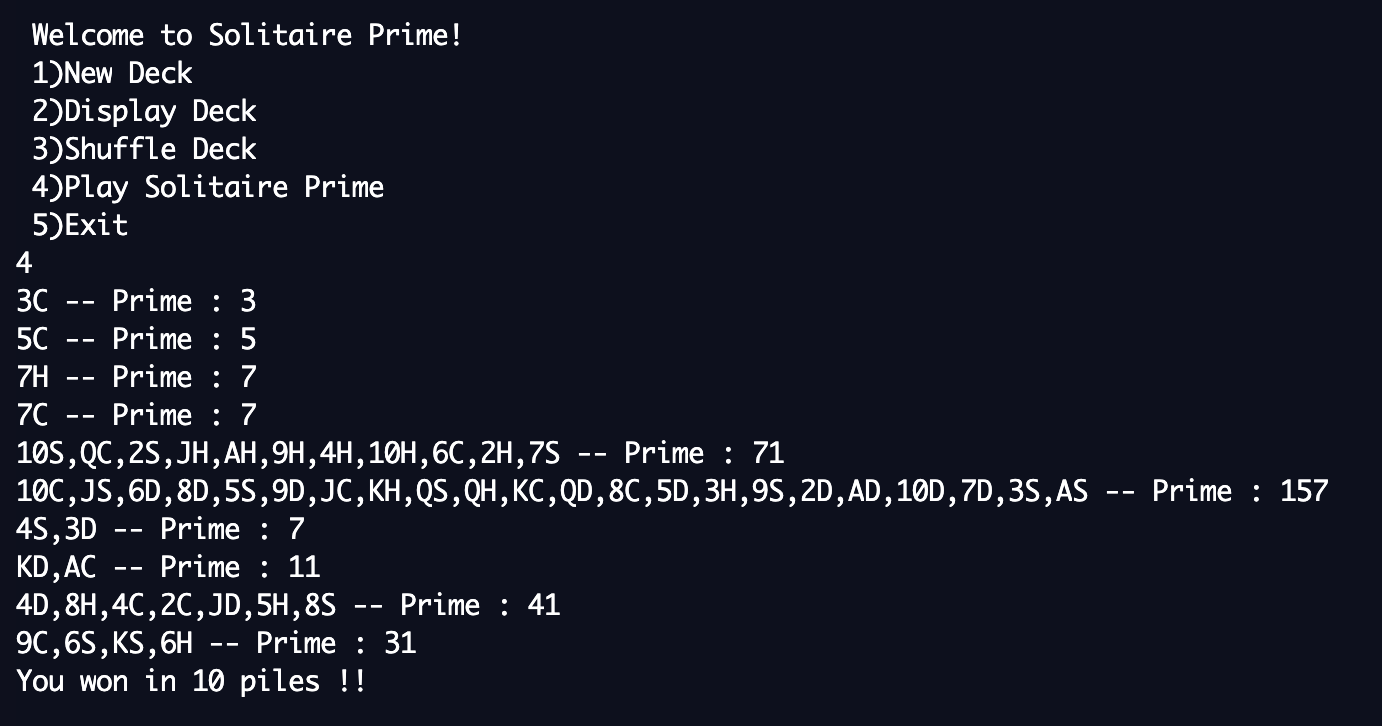 Welcome to Solitaire Prime!
1)New Deck
2)Display Deck
3)Shuffle Deck
4)Play Solitaire Prime
5)Exit
4
3C -- Prime : 3
5C -- Prime : 5
7H -- Prime : 7
7C -- Prime : 7
10S,QC,2S,JH,AH,9H,4H,10H,6C,2H,7S -- Prime : 71
10C,JS,6D,8D,5S,9D,JC,KH,QS,QH,KC,QD,8C,5D,3H,9S,2D,AD,10D,7D,3S,AS -- Prime : 157
4S,3D -- Prime : 7
KD,AC -- Prime : 11
4D,8H,4C,2C,JD,5H,8S -- Prime : 41
9C,6S,KS,6H -- Prime : 31
You won in 10 piles !!